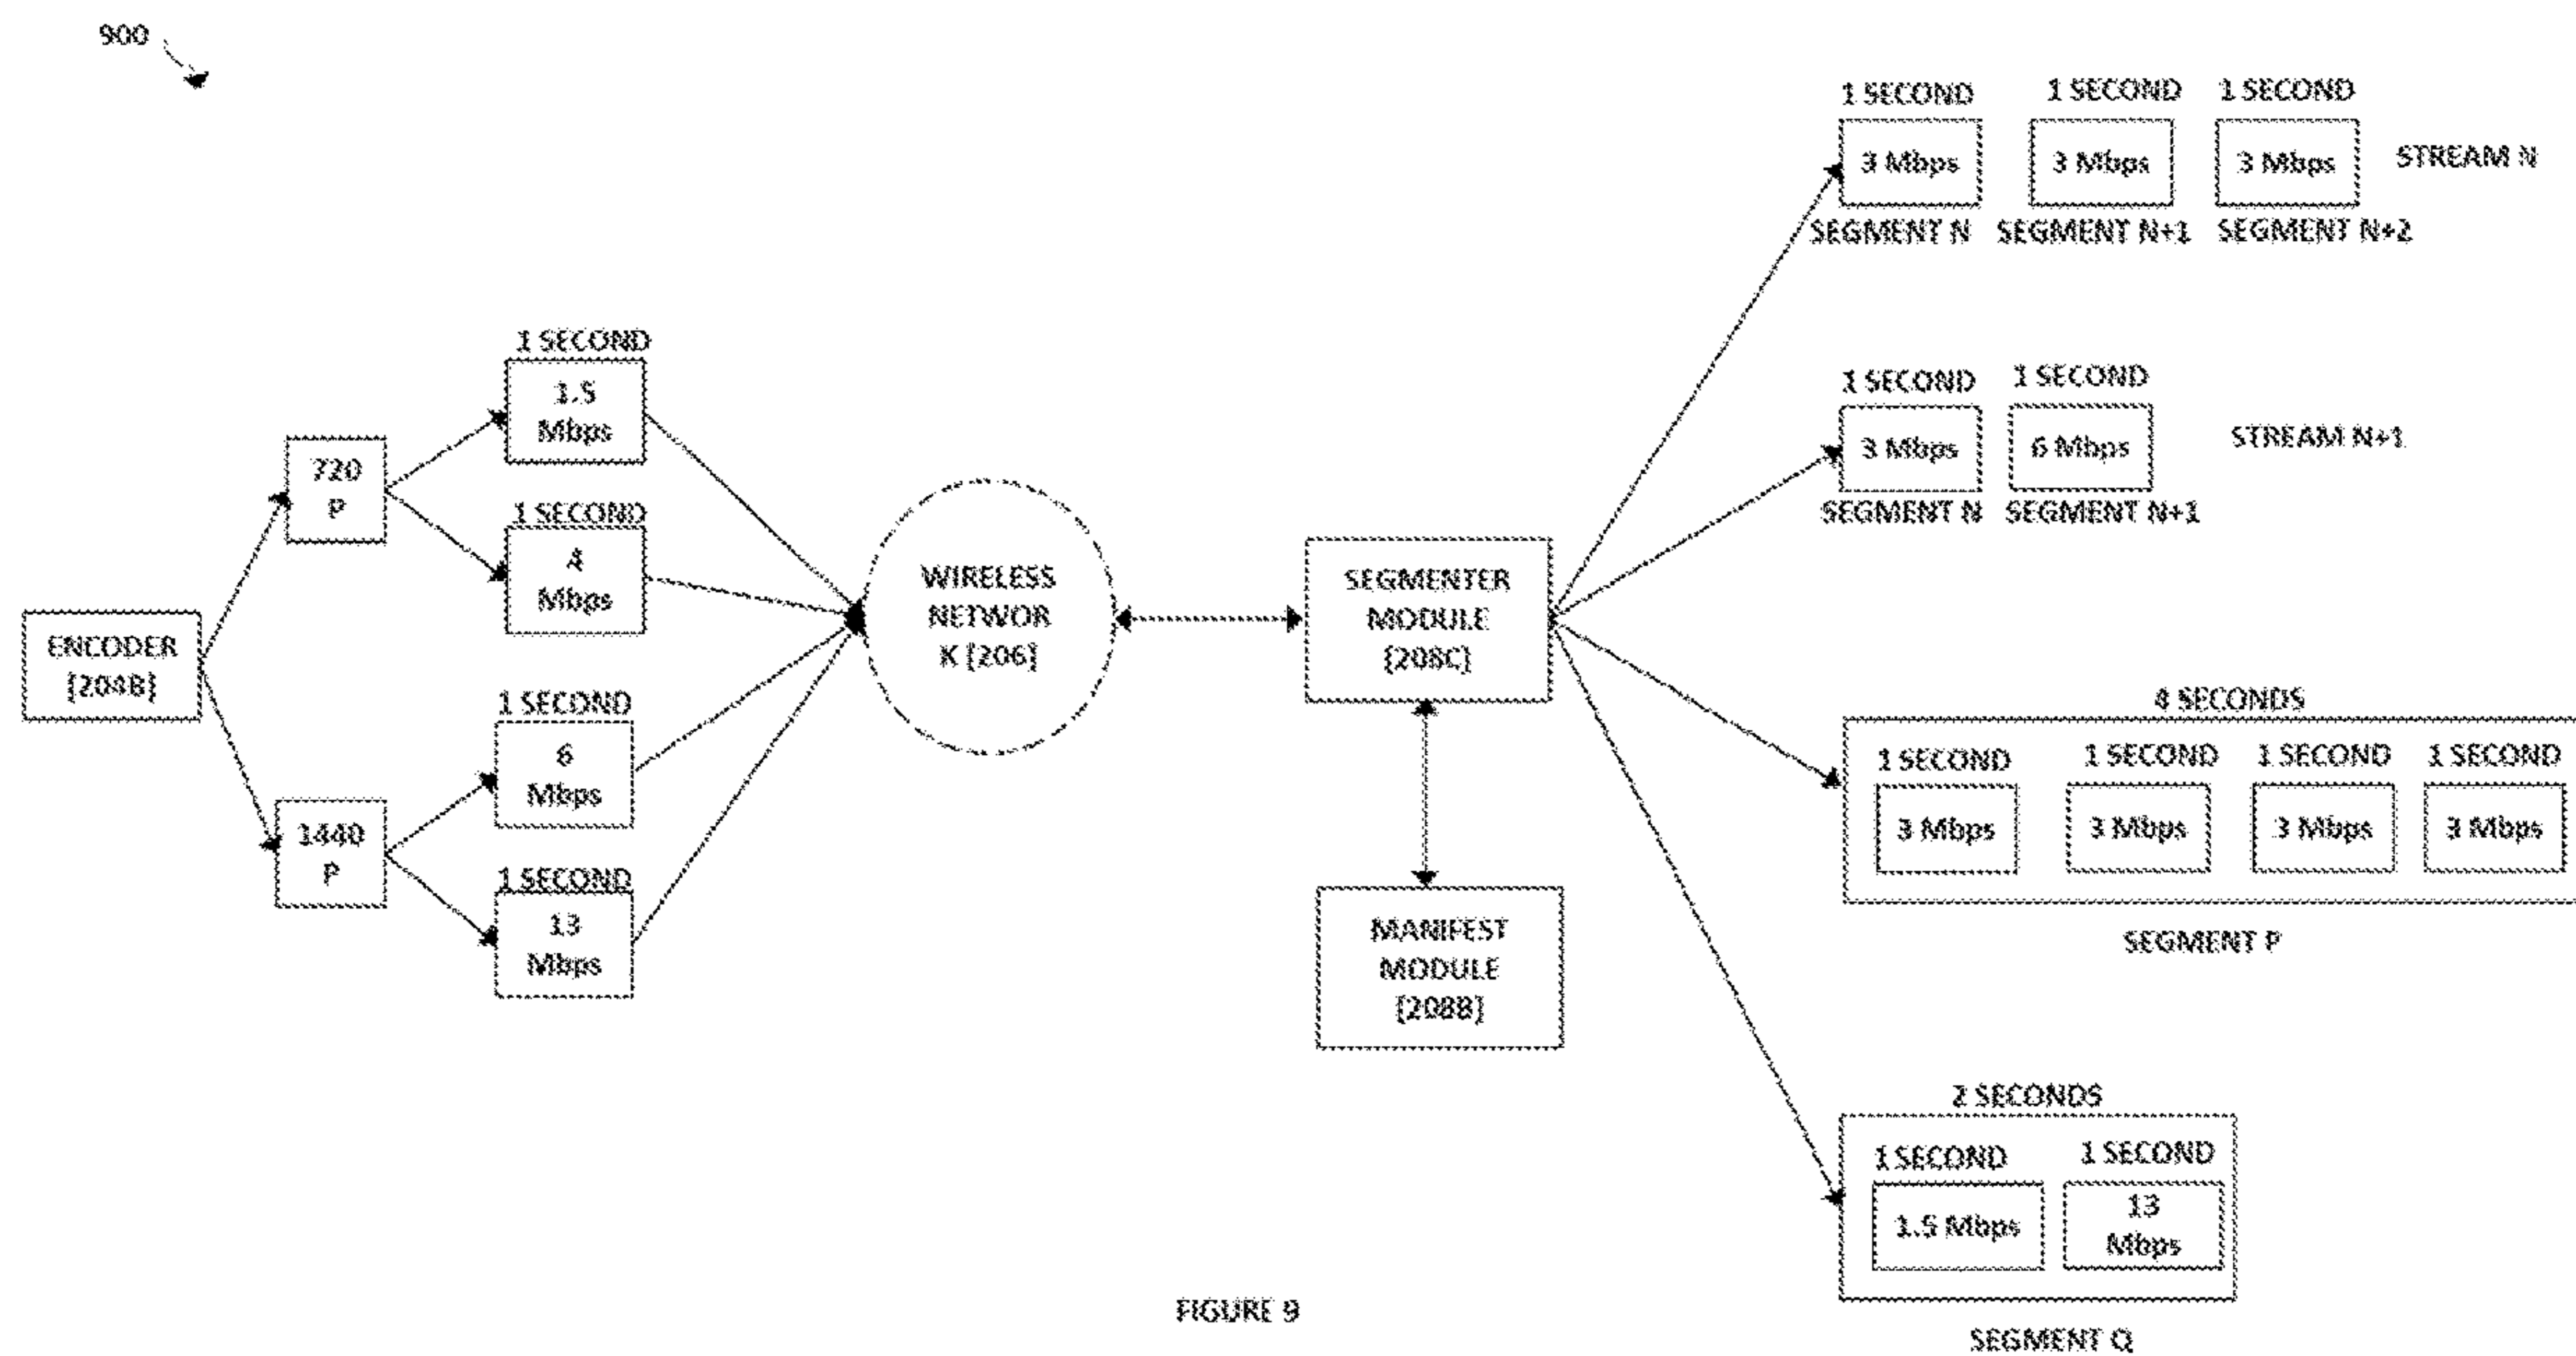 900
1 SECOND
1 SECOND
1 SECOND
3 Mbps
3 Mbps
3 Mbps
STREAM N
SEGMENT N
SEGMENT N+1
SEGMENT N+2
1 SECOND
1.5
Mbps
1 SECOND
1 SECOND
3 Mbps
6 Mbps
STREAM N+1
SEGMENT N
SEGMENT N+1
720
P
1 SECOND
4
Mbps
WIRELESS
NETWOR
K [206]
SEGMENTER
MODULE
[208C]
ENCODER
[204B]
1 SECOND
6
Mbps
1440
P
1 SECOND
13
Mbps
MANIFEST
MODULE
[208B]
4 SECONDS
1 SECOND
1 SECOND
1 SECOND
1 SECOND
3 Mbps
3 Mbps
3 Mbps
3 Mbps
SEGMENT P
2 SECONDS
1 SECOND
1 SECOND
1.5 Mbps
13
Mbps
SEGMENT Q
FIGURE 9